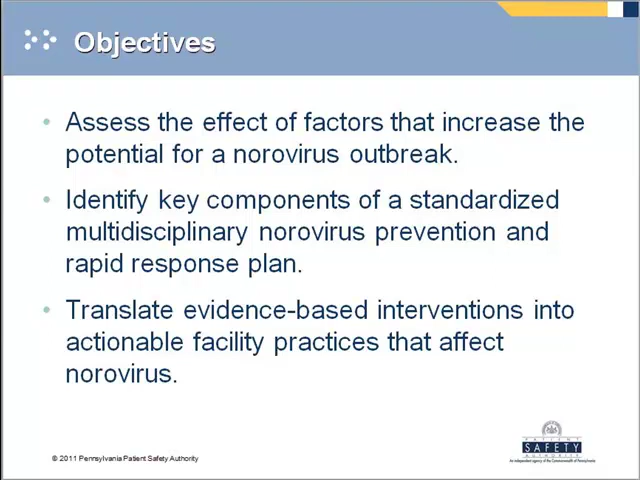 Objectives
• Assess the effect of factors that increase the
potential for a norovirus outbreak.
• Identify key components of a standardized
multidisciplinary norovirus prevention and
rapid response plan.
• Translate evidence-based interventions into
actionable facility practices that affect
norovirus.
© 2011 Pennsylvania Patient Safety Authority
PATIENT
SAFETY
AUTHORITY
An independent agency of the Commonwealth of Pennsylvania